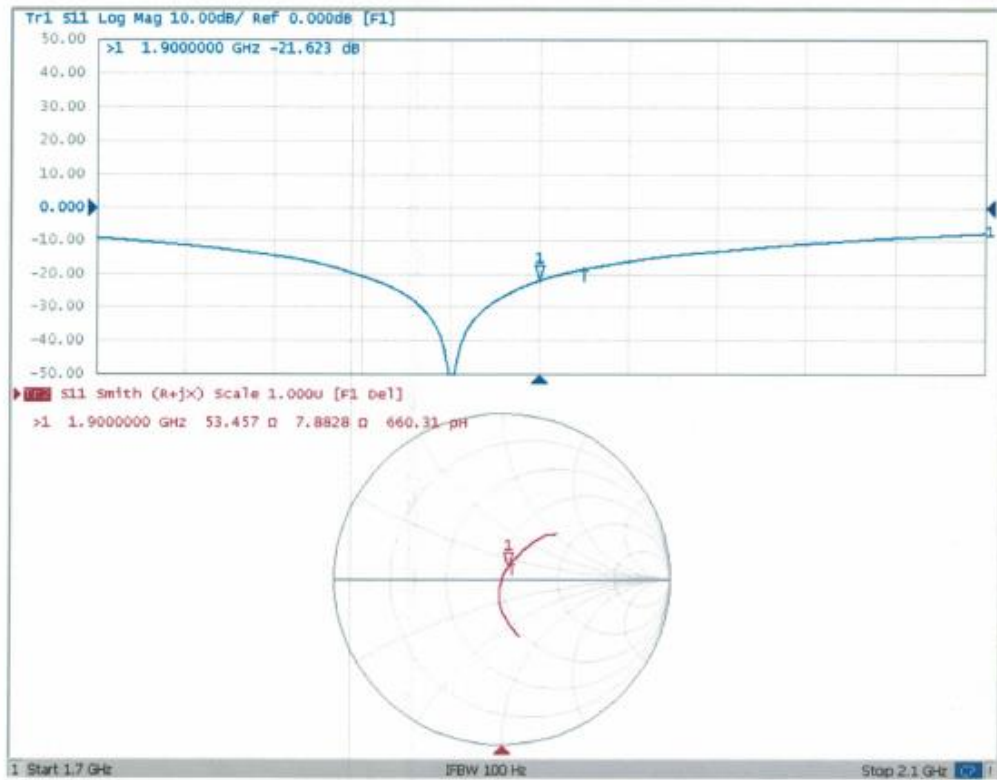 Tr1 S11 Log Mag 10.00dB/ Ref 0.000dB [F1]
50.00
>1 1.9000000 GHz -21.623 dB
40.00
30.00
20.00
10.00
0.000
-10.00
1
1
-20.00
-30.00
-40.00
-50.00
S11 Smith (R+jX) Scale 1.000U [F1 Del]
>1 1.9000000 GHz 53.457 Ω 7.8828 Ω 660.31 pH
1
1 Start 1.7 GHz IFBW 100 Hz Stop 2.1 GHz !